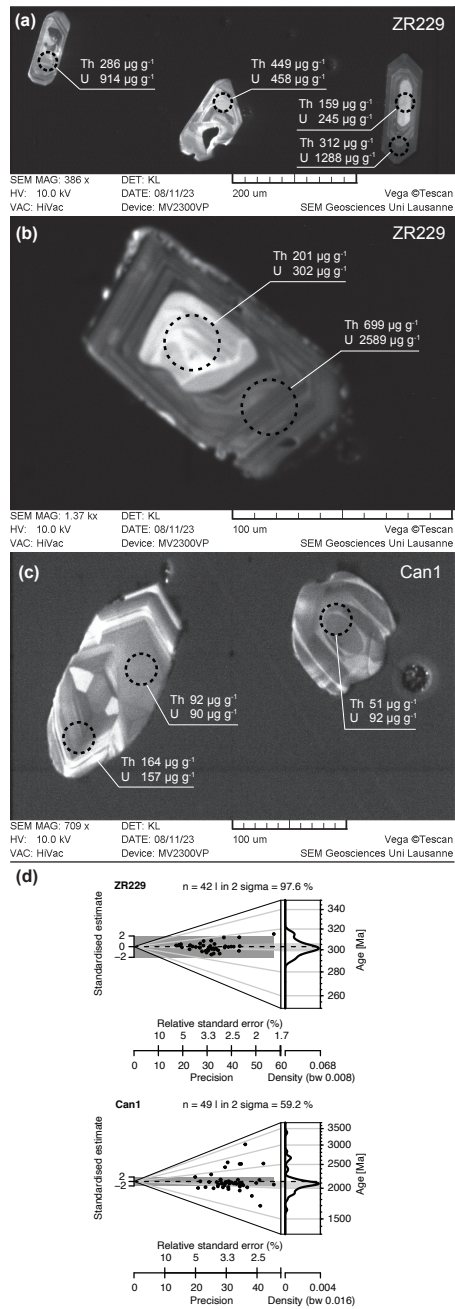 (a) ZR229
Th 286 µg g-1
U 914 µg g-1
Th 449 µg g-1
U 458 µg g-1
Th 159 µg g-1
U 245 µg g-1
Th 312 µg g-1
U 1288 µg g-1
SEM MAG: 386 x DET: KL
HV: 10.0 kV DATE: 08/11/23 200 um Vega ©Tescan
VAC: HiVac Device: MV2300VP SEM Geosciences Uni Lausanne
(b) ZR229
Th 201 µg g-1
U 302 µg g-1
Th 699 µg g-1
U 2589 µg g-1
SEM MAG: 1.37 kx DET: KL
HV: 10.0 kV DATE: 08/11/23 100 um Vega ©Tescan
VAC: HiVac Device: MV2300VP SEM Geosciences Uni Lausanne
(c) Can1
Th 92 µg g-1
U 90 µg g-1
Th 51 µg g-1
U 92 µg g-1
Th 164 µg g-1
U 157 µg g-1
SEM MAG: 709 x DET: KL
HV: 10.0 kV DATE: 08/11/23 100 um Vega ©Tescan
VAC: HiVac Device: MV2300VP SEM Geosciences Uni Lausanne
(d)
ZR229 n = 42 | in 2 sigma = 97.6 %
Standardised estimate
2
0
-2
340
320
300
280
260
Age [Ma]
Relative standard error (%)
10 5 3.3 2.5 2 1.7
0 10 20 30 40 50 60 0.068
Precision Density (bw 0.008)
Can1 n = 49 | in 2 sigma = 59.2 %
Standardised estimate
2
-2
3500
3000
2500
2000
1500
Age [Ma]
Relative standard error (%)
10 5 3.3 2.5
0 10 20 30 40 0 0.004
Precision Density (bw 0.016)